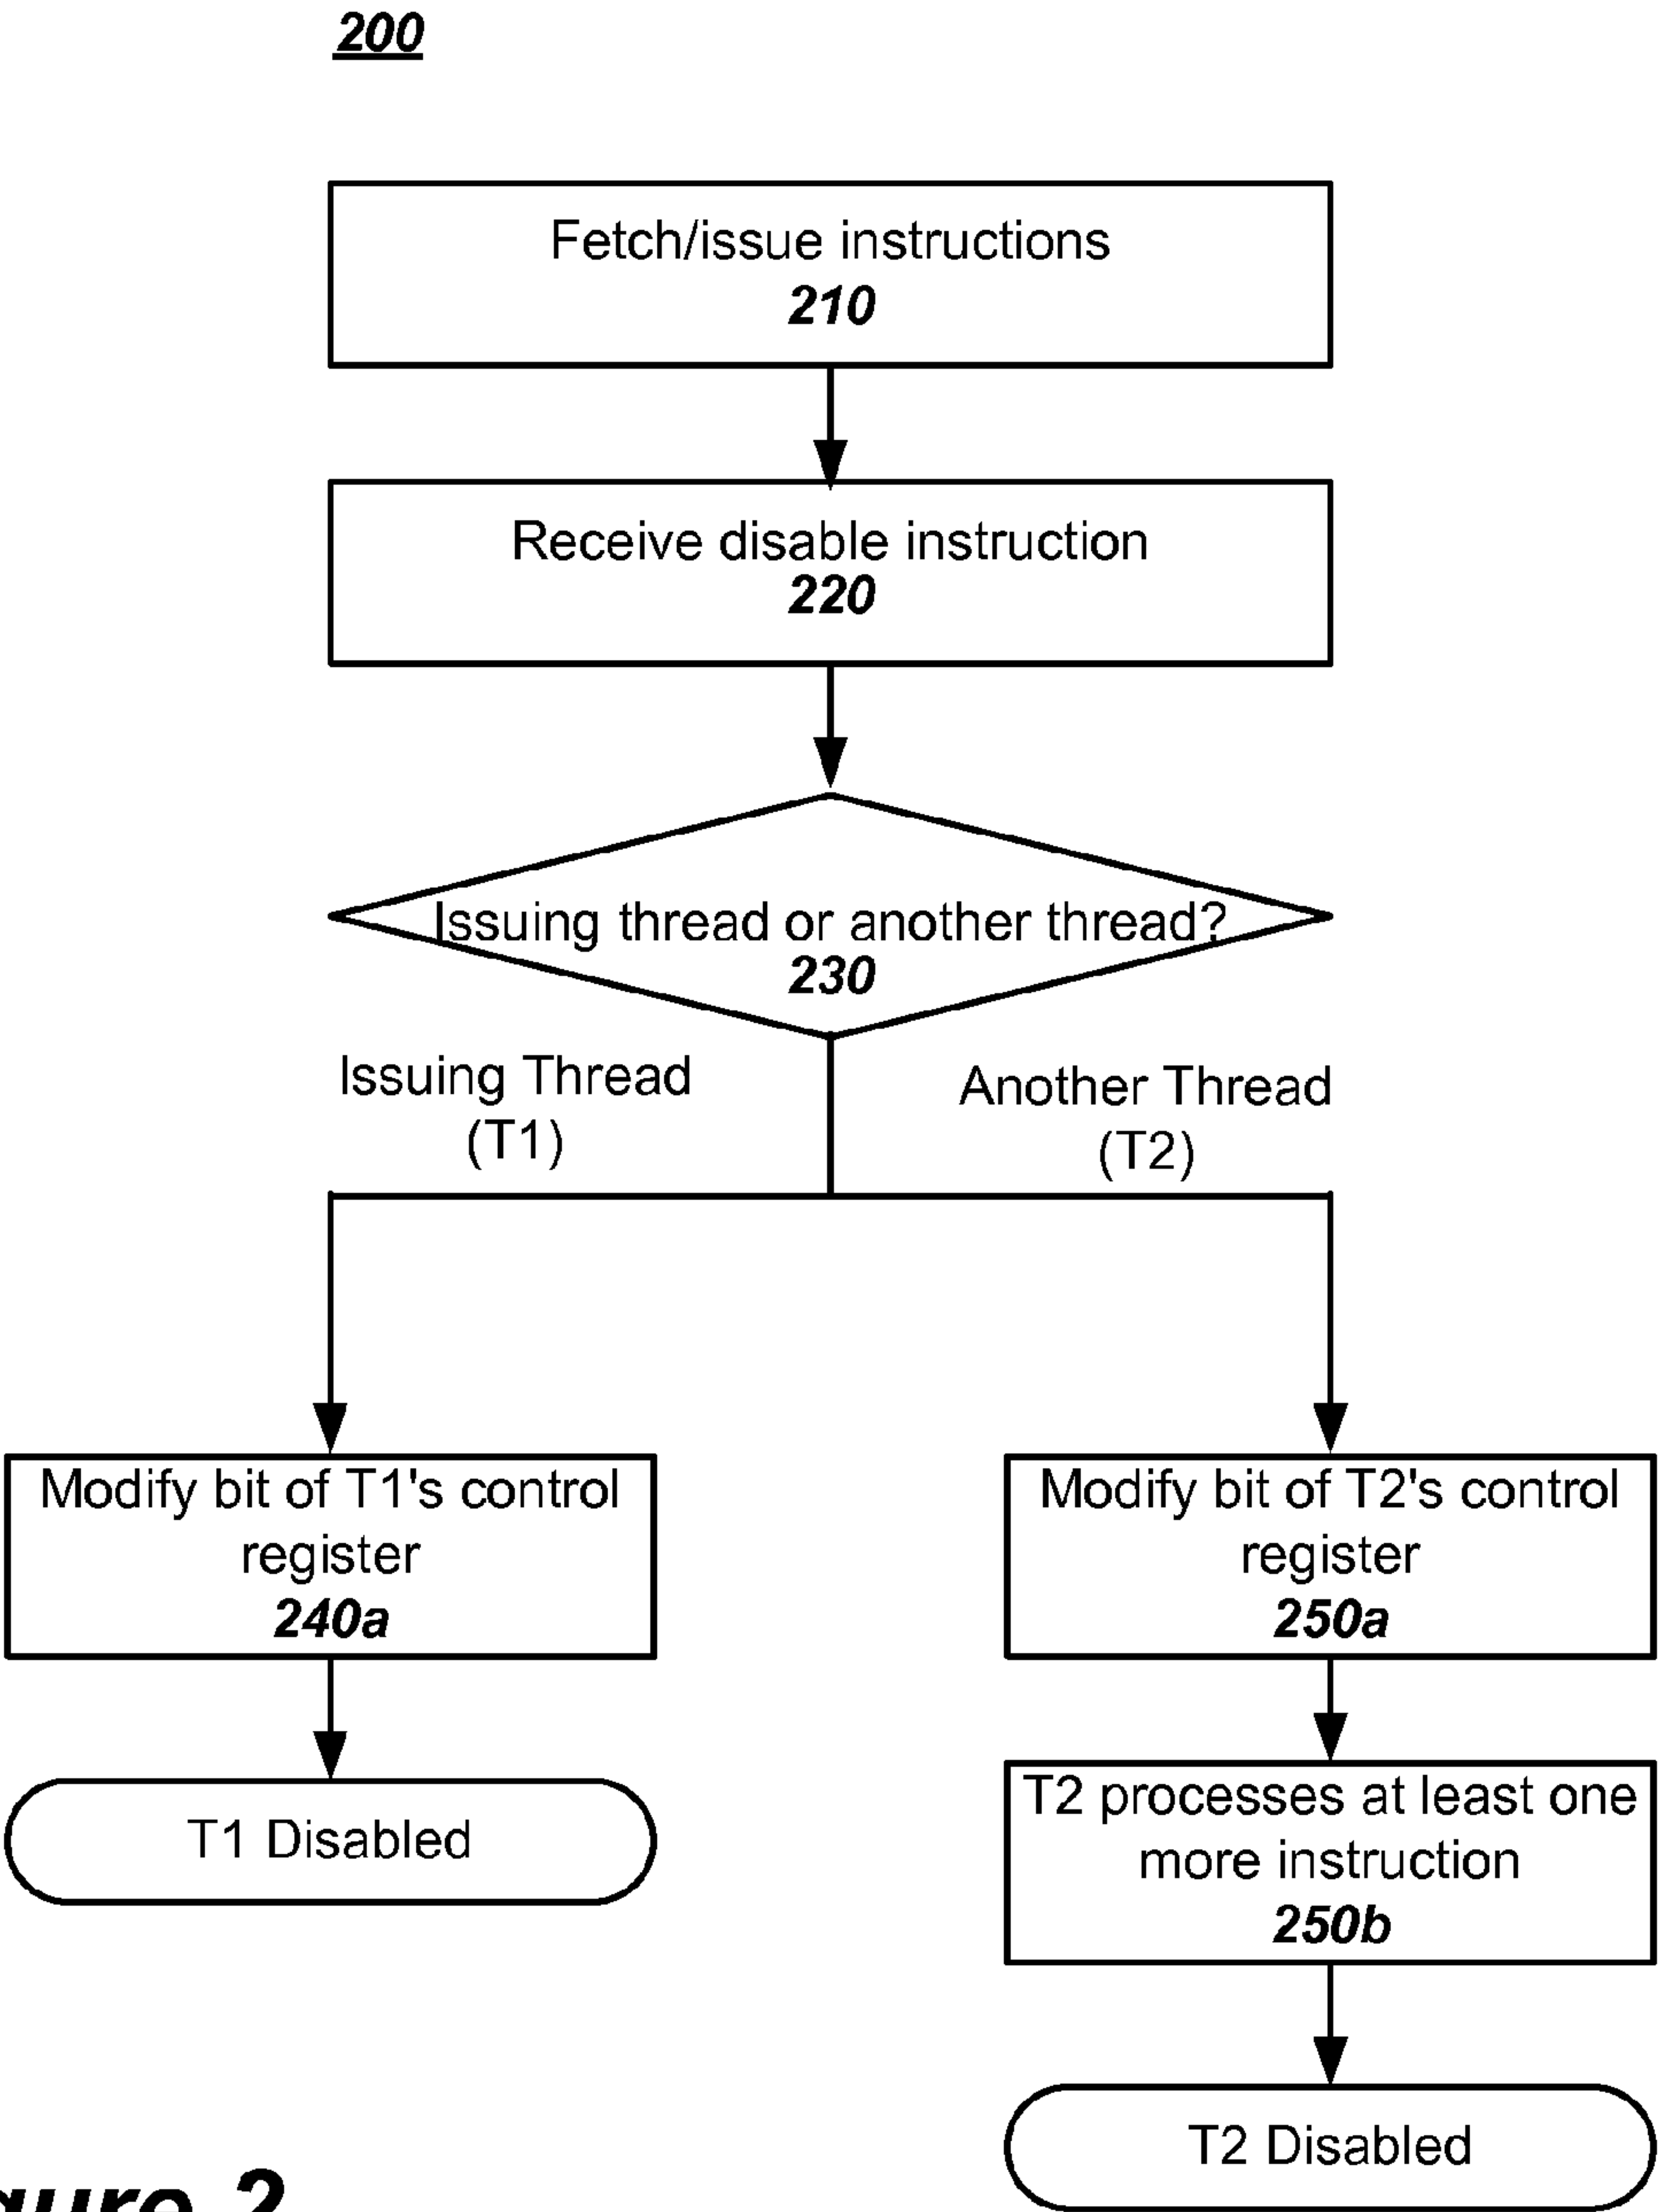 200
Fetch/issue instructions
210
Receive disable instruction
220
Issuing thread or another thread?
230
Issuing Thread
(T1)
Another Thread
(T2)
Modify bit of T1's control
register
240a
Modify bit of T2's control
register
250a
T1 Disabled
T2 processes at least one
more instruction
250b
T2 Disabled
2